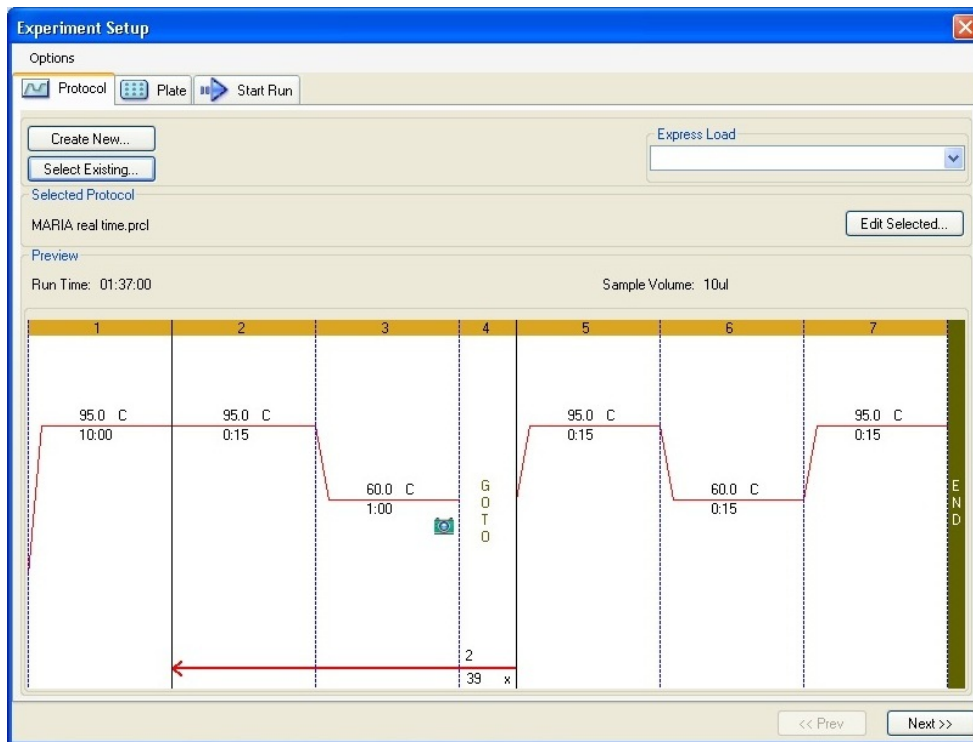 Experiment Setup
Options
Protocol Plate Start Run
Create New...
Express Load
Select Existing...
Selected Protocol
MARIA real time.prcl
Edit Selected...
Preview
Run Time: 01:37:00 Sample Volume: 10ul
1 2 3 4 5 6 7
95.0 C 95.0 C 95.0 C 95.0 C
10:00 0:15 0:15 0:15
60.0 C GOTO 60.0 C END
1:00 0:15
2
39 x
<< Prev Next >>